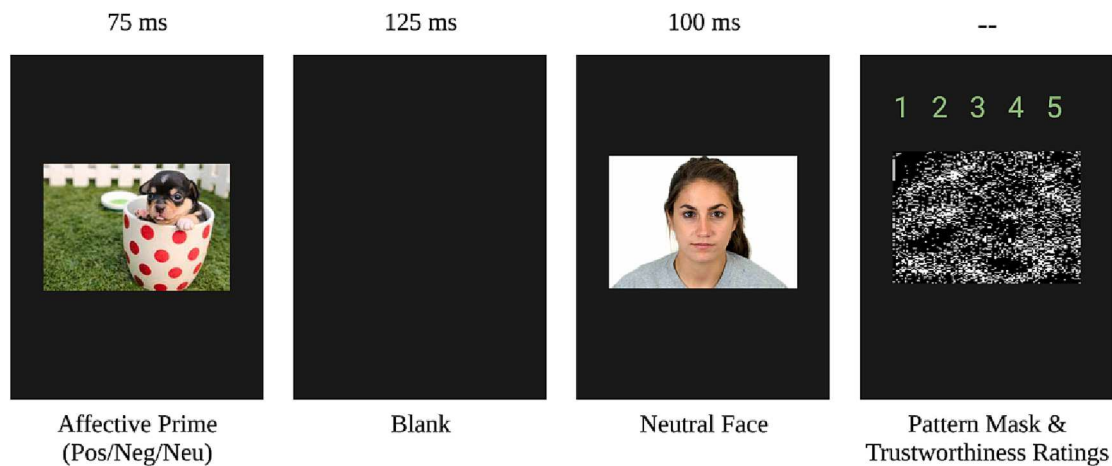 75 ms
125 ms
100 ms
--
1 2 3 4 5
Affective Prime
(Pos/Neg/Neu)
Blank
Neutral Face
Pattern Mask &
Trustworthiness Ratings